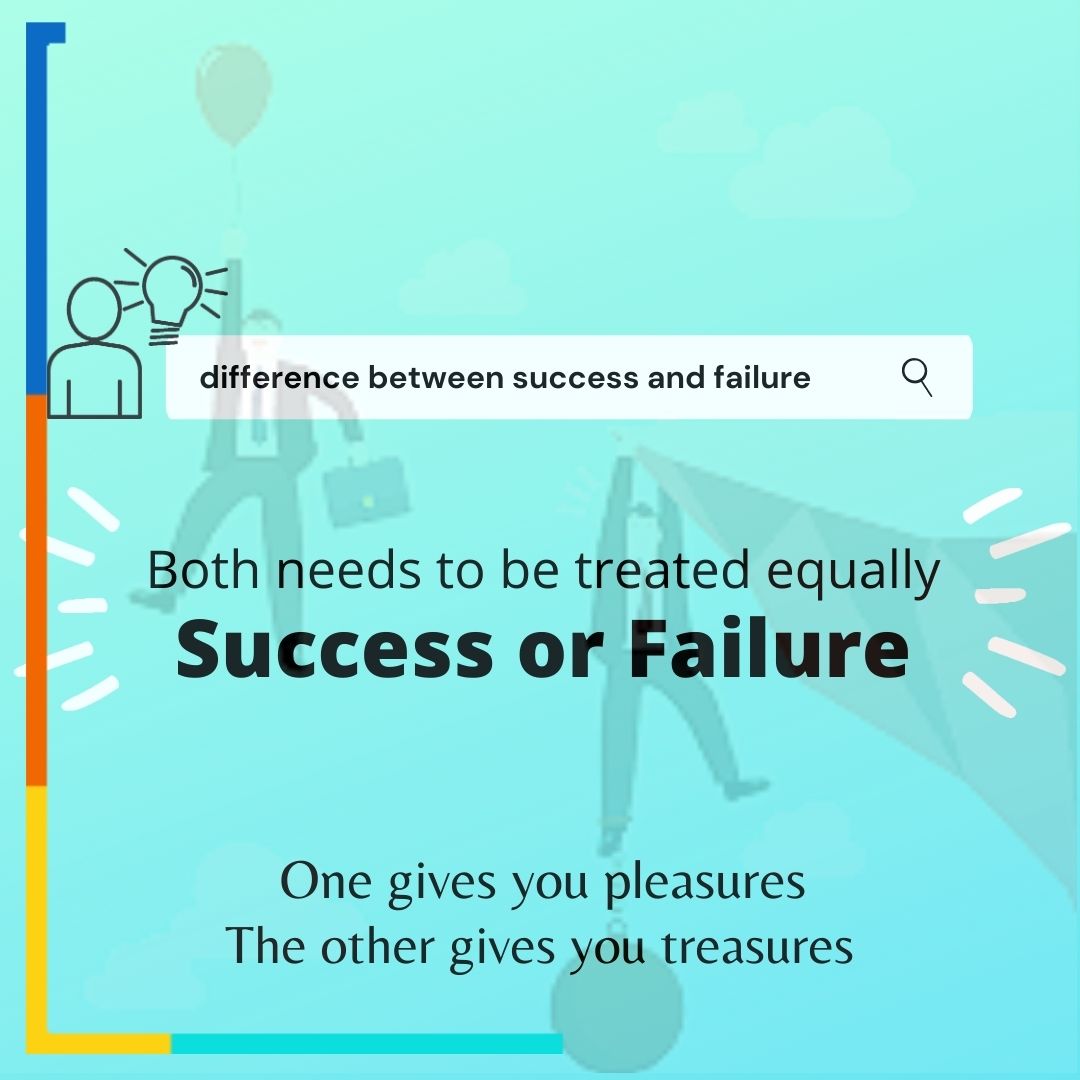 difference between success and failure
Both needs to be treated equally
Success or Failure
One gives you pleasures
The other gives you treasures